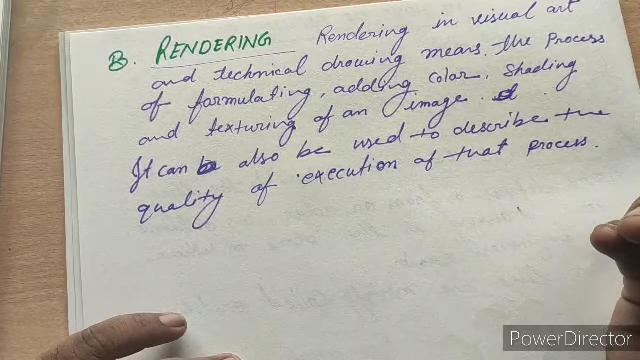 B. RENDERING Rendering in visual art
and technical drawing means the process
of formulating, adding color, shading
and texturing of an image.
It can also be used to describe the
quality of execution of that process.
PowerDirector